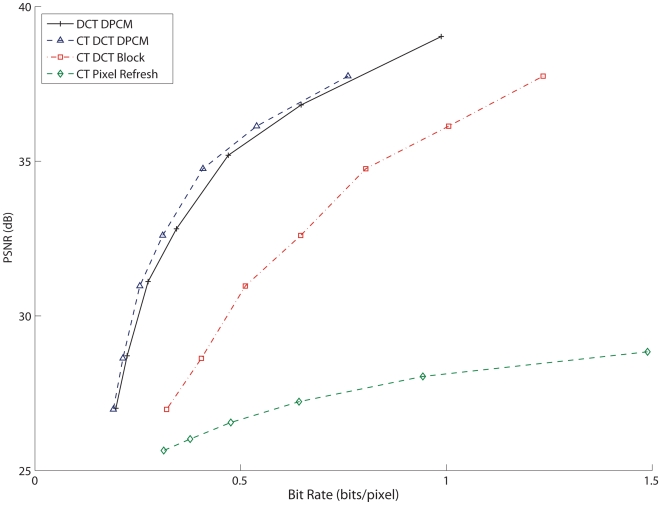 40
DCT DPCM
CT DCT DPCM
CT DCT Block
CT Pixel Refresh
35
PSNR (dB)
30
25
0
0.5
1
1.5
Bit Rate (bits/pixel)